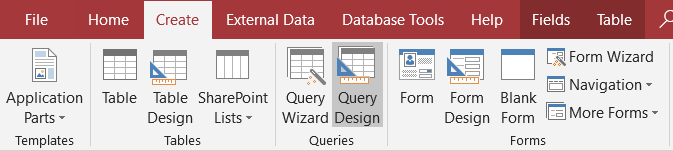 File Home Create External Data Database Tools Help Fields Table
Application Parts
Table
Table Design
SharePoint Lists
Query Wizard
Query Design
Form
Form Design
Blank Form
Form Wizard
Navigation
More Forms
Templates Tables Queries Forms